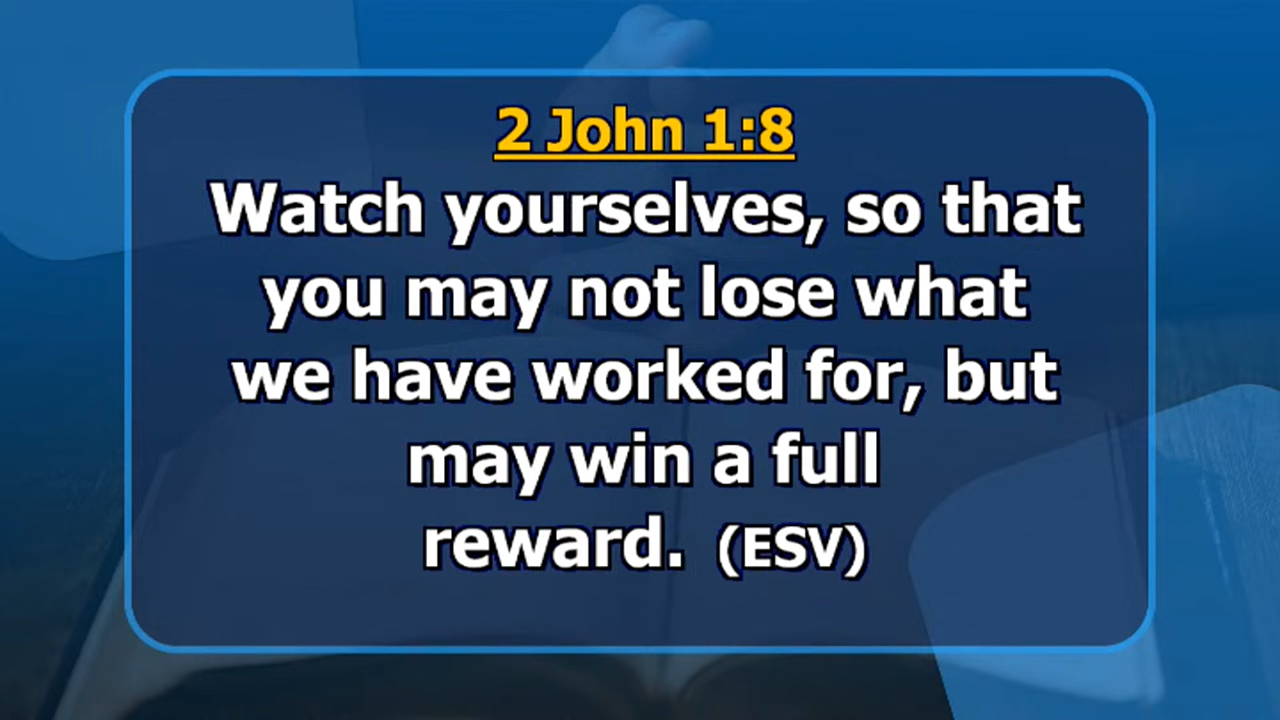 2 John 1:8
Watch yourselves, so that
you may not lose what
we have worked for, but
may win a full
reward. (ESV)